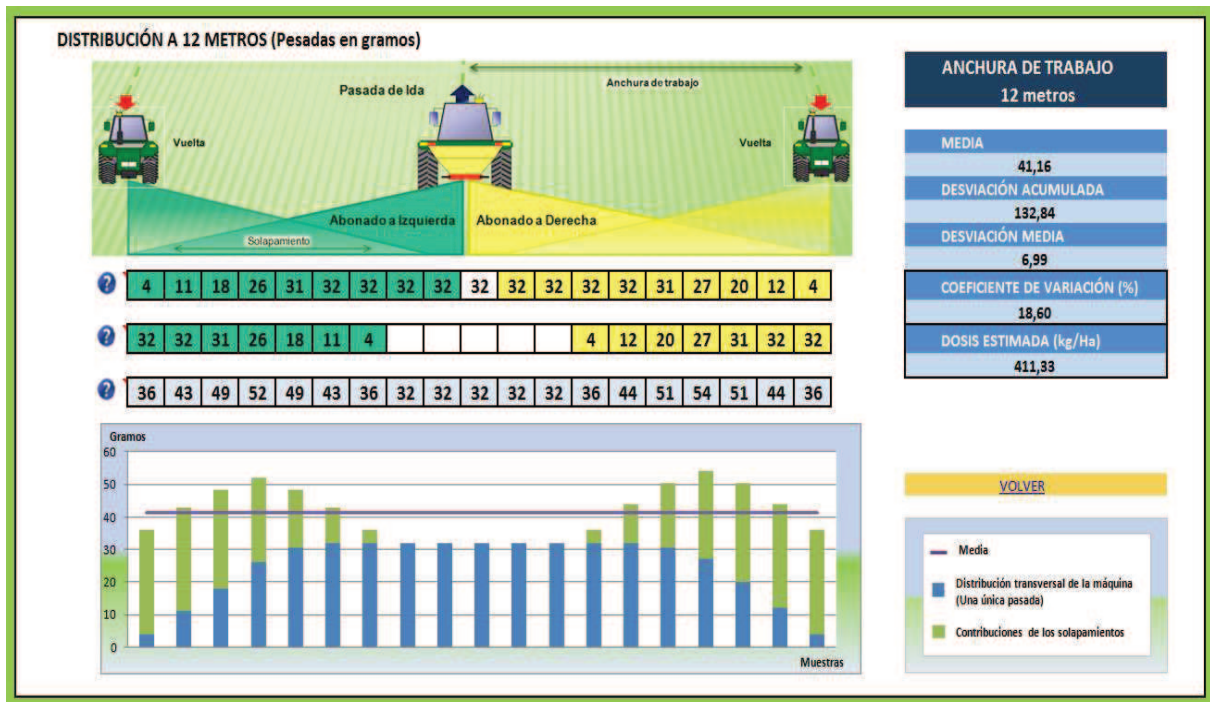 DISTRIBUCIÓN A 12 METROS (Pesadas en gramos)
Pasada de Ida
Anchura de trabajo
Vuelta
Vuelta
Abonado a Izquierda
Abonado a Derecha
Solapamiento
? 4 11 18 26 31 32 32 32 32 32 32 32 32 32 31 27 20 12 4
? 32 32 31 26 18 11 4 4 12 20 27 31 32 32
? 36 43 49 52 49 43 36 32 32 32 32 32 36 44 51 54 51 44 36
Gramos
60
50
40
30
20
10
0
Muestras
ANCHURA DE TRABAJO
12 metros
MEDIA
41,16
DESVIACIÓN ACUMULADA
132,84
DESVIACIÓN MEDIA
6,99
COEFICIENTE DE VARIACIÓN (%)
18,60
DOSIS ESTIMADA (kg/Ha)
411,33
VOLVER
Media
Distribución transversal de la máquina
(Una única pasada)
Contribuciones de los solapamientos